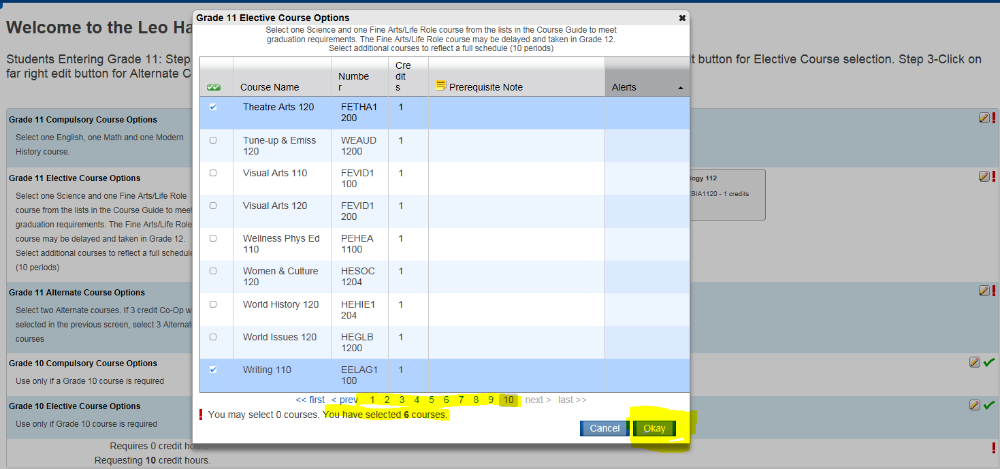 Welcome to the Leo Ha
Students Entering Grade 11: Step
t button for Elective Course selection. Step 3-Click on
far right edit button for Alternate C
Grade 11 Compulsory Course Options
Select one English, one Math and one Modern
History course.
Grade 11 Elective Course Options
Select one Science and one Fine Arts/Life Role
course from the lists in the Course Guide to meet
graduation requirements. The Fine Arts/Life Role
course may be delayed and taken in Grade 12.
Select additional courses to reflect a full schedule
(10 periods)
logy 112
BIA1120 - 1 credits
Grade 11 Alternate Course Options
Select two Alternate courses. If 3 credit Co-Op w
selected in the previous screen, select 3 Alternat
courses
Grade 10 Compulsory Course Options
Use only if a Grade 10 course is required
Grade 10 Elective Course Options
Use only if Grade 10 course is required
Requires 0 credit hours.
Requesting 10 credit hours.
Grade 11 Elective Course Options
Select one Science and one Fine Arts/Life Role course from the lists in the Course Guide to meet
graduation requirements. The Fine Arts/Life Role course may be delayed and taken in Grade 12.
Select additional courses to reflect a full schedule (10 periods)
Course Name Numbe r Cre dit s Prerequisite Note Alerts
Theatre Arts 120 FETHA1 1
200
Tune-up & Emiss WEAUD 1
120 1200
Visual Arts 110 FEVID1 1
100
Visual Arts 120 FEVID1 1
200
Wellness Phys Ed PEHEA 1
110 1100
Women & Culture HESOC 1
120 1204
World History 120 HEHIE1 1
204
World Issues 120 HEGLB 1
1200
Writing 110 EELAG1 1
100
<< first < prev 1 2 3 4 5 6 7 8 9 10 next > last >>
! You may select 0 courses. You have selected 6 courses.
Cancel Okay